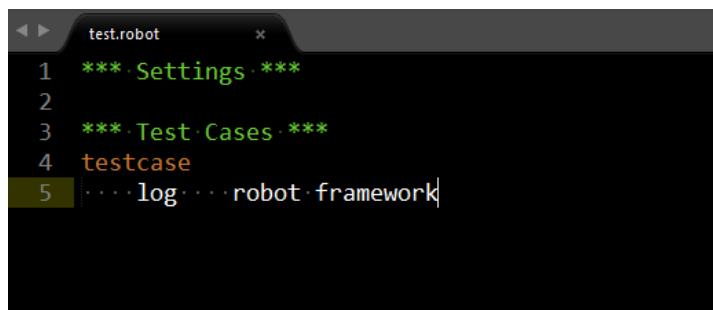 test.robot ×
1 *** Settings ***
2
3 *** Test Cases ***
4 testcase
5     log    robot framework